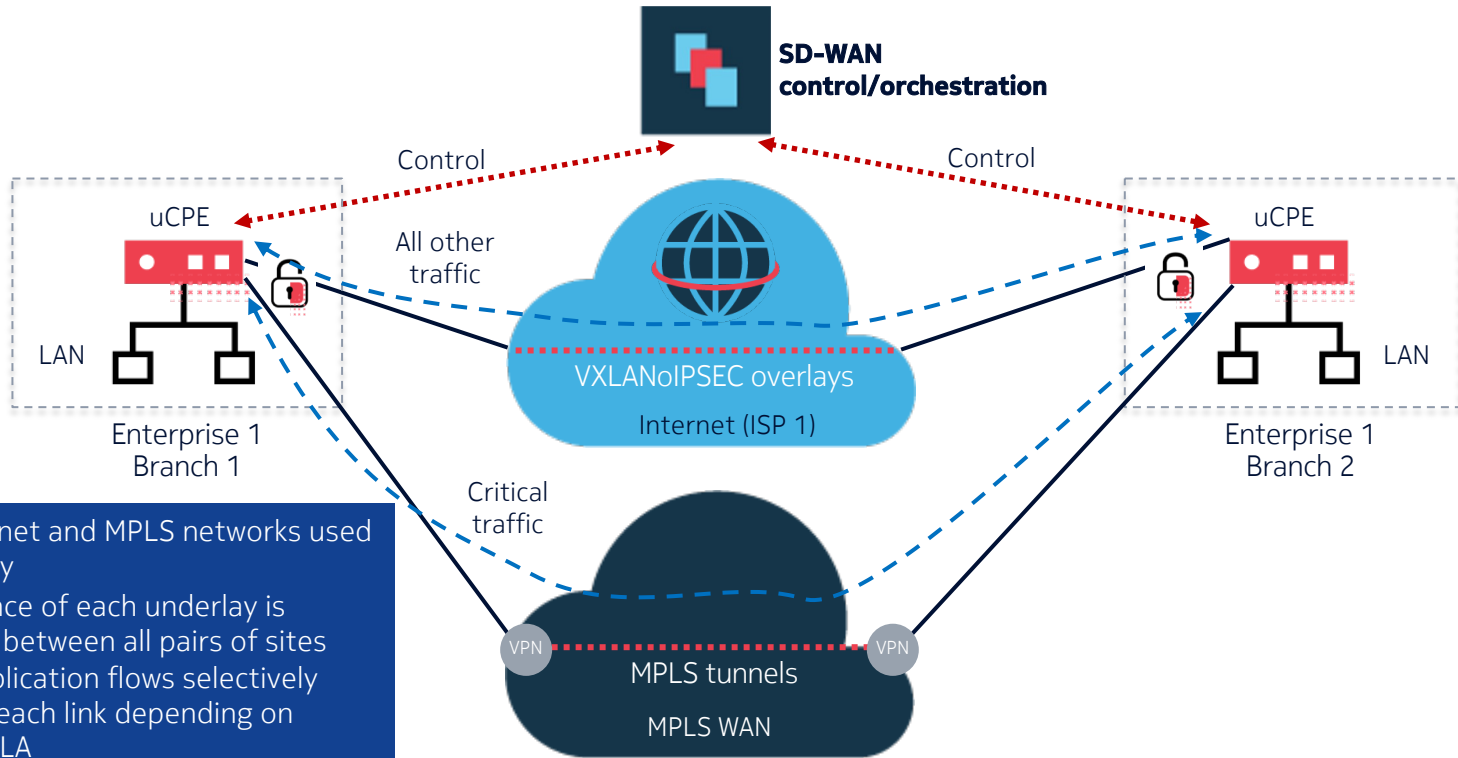 SD-WAN
control/orchestration
Control
Control
uCPE
uCPE
All other
traffic
LAN
LAN
VXLANoIPSEC overlays
Internet (ISP 1)
Enterprise 1
Branch 1
Enterprise 1
Branch 2
Critical
traffic
net and MPLS networks used
y
ce of each underlay is
between all pairs of sites
lication flows selectively
each link depending on
LA
VPN
VPN
MPLS tunnels
MPLS WAN